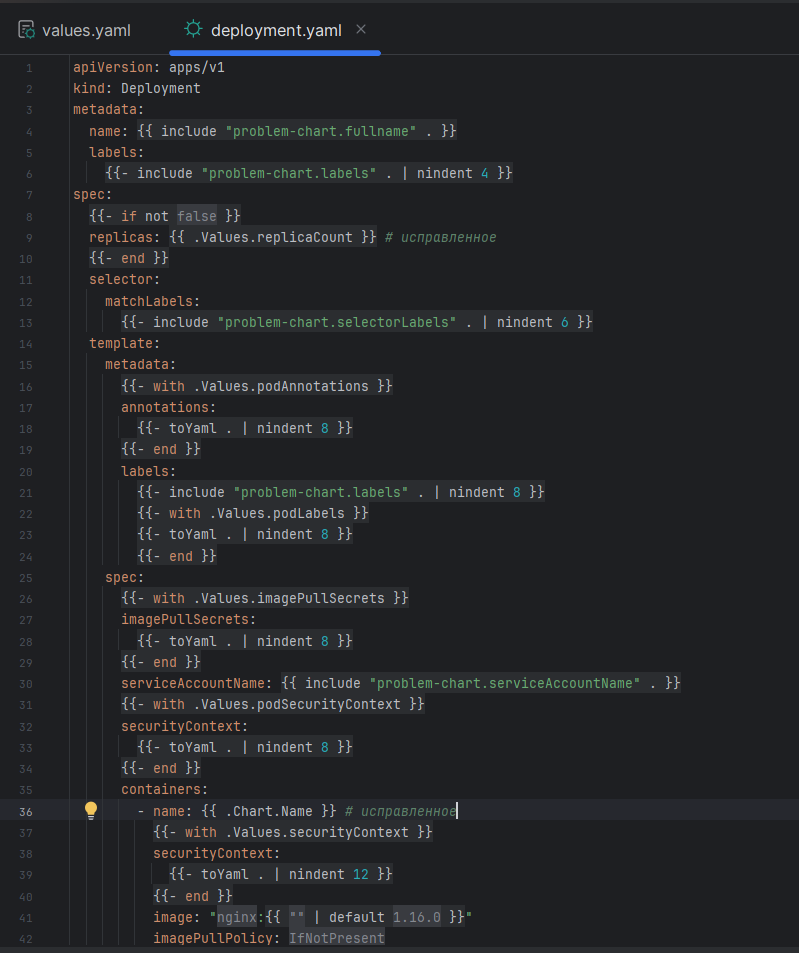 values.yaml deployment.yaml
1 apiVersion: apps/v1
2 kind: Deployment
3 metadata:
4   name: {{ include "problem-chart.fullname" . }}
5   labels:
6     {{- include "problem-chart.labels" . | nindent 4 }}
7 spec:
8   {{- if not false }}
9   replicas: {{ .Values.replicaCount }} # исправленное
10   {{- end }}
11   selector:
12     matchLabels:
13       {{- include "problem-chart.selectorLabels" . | nindent 6 }}
14   template:
15     metadata:
16       {{- with .Values.podAnnotations }}
17       annotations:
18         {{- toYaml . | nindent 8 }}
19       {{- end }}
20       labels:
21         {{- include "problem-chart.labels" . | nindent 8 }}
22         {{- with .Values.podLabels }}
23         {{- toYaml . | nindent 8 }}
24         {{- end }}
25     spec:
26       {{- with .Values.imagePullSecrets }}
27       imagePullSecrets:
28         {{- toYaml . | nindent 8 }}
29       {{- end }}
30       serviceAccountName: {{ include "problem-chart.serviceAccountName" . }}
31       {{- with .Values.podSecurityContext }}
32       securityContext:
33         {{- toYaml . | nindent 8 }}
34       {{- end }}
35       containers:
36         - name: {{ .Chart.Name }} # исправленное
37           {{- with .Values.securityContext }}
38           securityContext:
39             {{- toYaml . | nindent 12 }}
40           {{- end }}
41           image: "nginx:{{ "" | default 1.16.0 }}"
42           imagePullPolicy: IfNotPresent